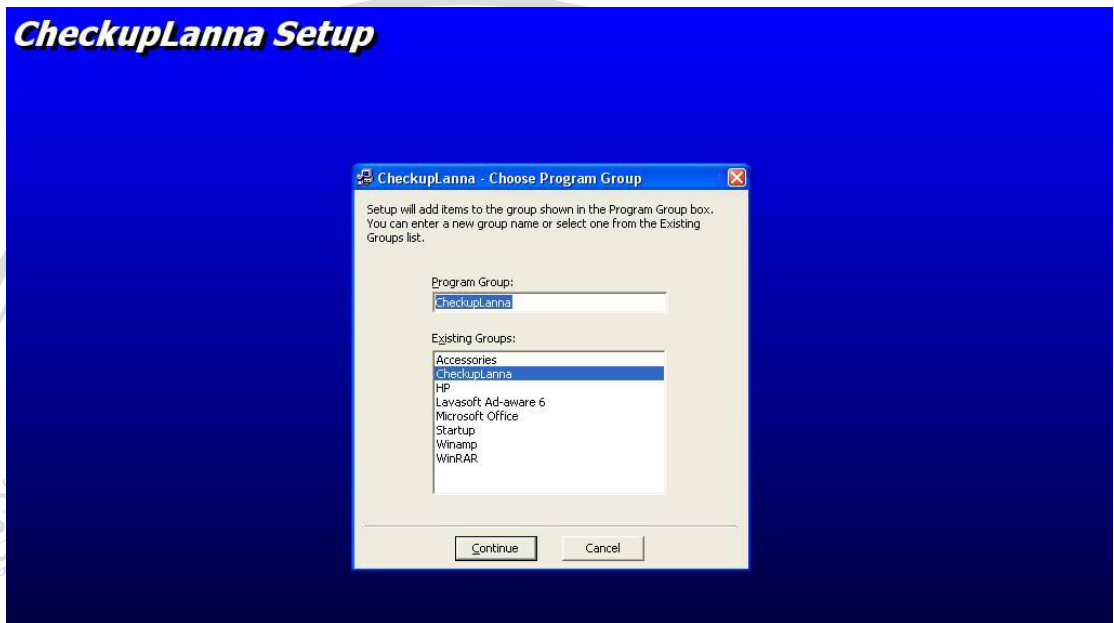 CheckupLanna Setup
CheckupLanna - Choose Program Group
Setup will add items to the group shown in the Program Group box.
You can enter a new group name or select one from the Existing
Groups list.
Program Group:
CheckupLanna
Existing Groups:
Accessories
CheckupLanna
HP
Lavasoft Ad-aware 6
Microsoft Office
Startup
Winamp
WinRAR
Continue
Cancel